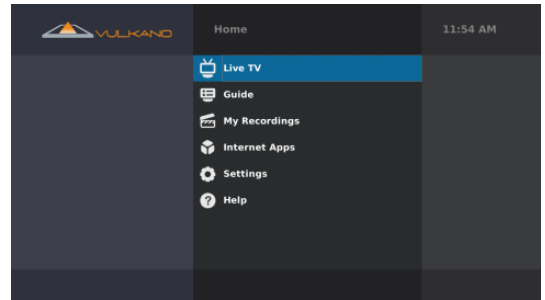 VULKANO
Home
11:54 AM
Live TV
Guide
My Recordings
Internet Apps
Settings
Help